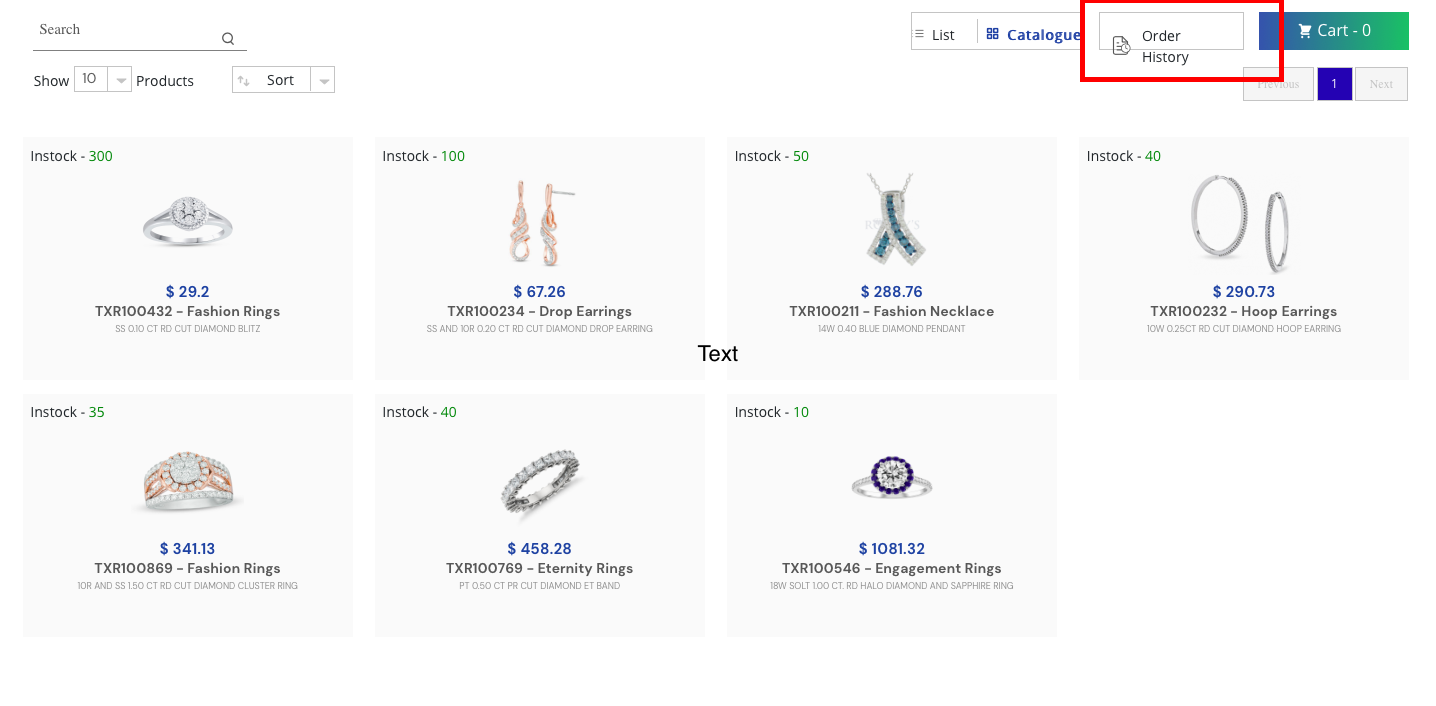 Search
List
Catalogue
Order
History
Cart - 0
Show 10 Products
Sort
Previous 1 Next
Instock - 300
$ 29.2
TXR100432 - Fashion Rings
SS 0.10 CT RD CUT DIAMOND BLITZ
Instock - 100
$ 67.26
TXR100234 - Drop Earrings
SS AND 10R 0.20 CT RD CUT DIAMOND DROP EARRING
Instock - 50
$ 288.76
TXR100211 - Fashion Necklace
14W 0.40 BLUE DIAMOND PENDANT
Instock - 40
$ 290.73
TXR100232 - Hoop Earrings
10W 0.25CT RD CUT DIAMOND HOOP EARRING
Text
Instock - 35
$ 341.13
TXR100869 - Fashion Rings
10R AND SS 1.50 CT RD CUT DIAMOND CLUSTER RING
Instock - 40
$ 458.28
TXR100769 - Eternity Rings
PT 0.50 CT PR CUT DIAMOND ET BAND
Instock - 10
$ 1081.32
TXR100546 - Engagement Rings
18W SOLT 1.00 CT. RD HALO DIAMOND AND SAPPHIRE RING